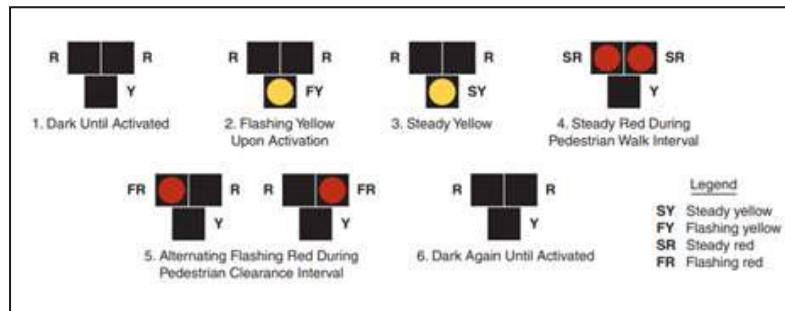 R R R R R R SR SR
Y FY SY Y
1. Dark Until Activated
2. Flashing Yellow
Upon Activation
3. Steady Yellow
4. Steady Red During
Pedestrian Walk Interval
FR R R FR R R
Y Y Y
5. Alternating Flashing Red During
Pedestrian Clearance Interval
6. Dark Again Until Activated
Legend
SY Steady yellow
FY Flashing yellow
SR Steady red
FR Flashing red